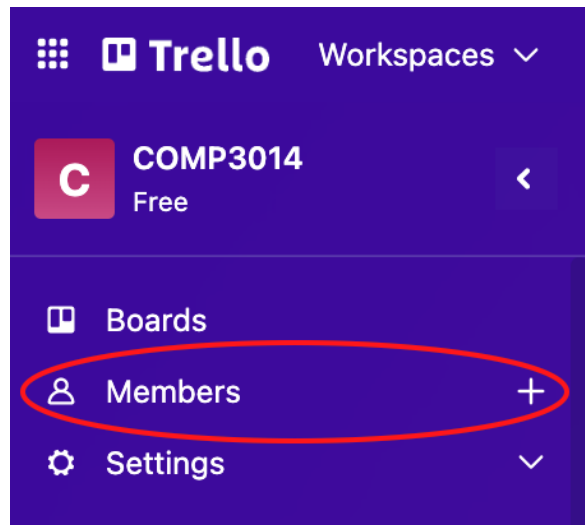 Trello Workspaces
C
COMP3014
Free
Boards
Members
Settings